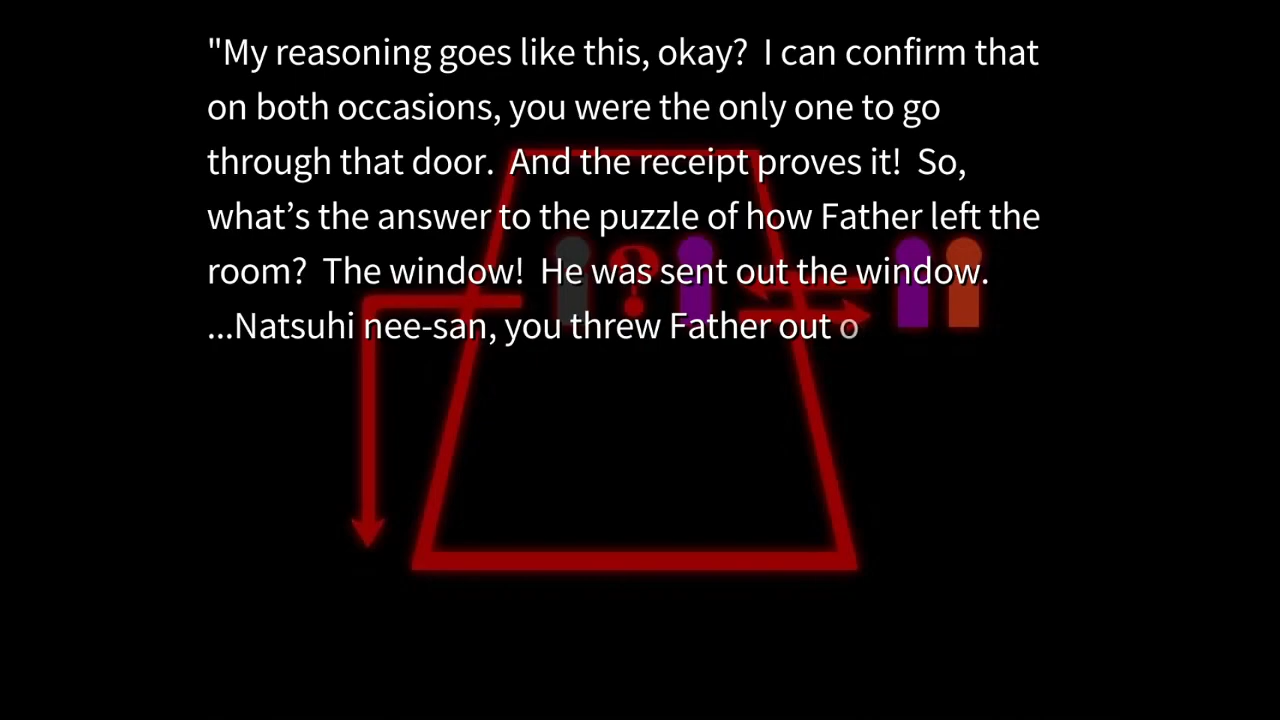 "My reasoning goes like this, okay?  I can confirm that
on both occasions, you were the only one to go
through that door.  And the receipt proves it!  So,
what’s the answer to the puzzle of how Father left the
room?  The window!  He was sent out the window.
...Natsuhi nee-san, you threw Father out o
?